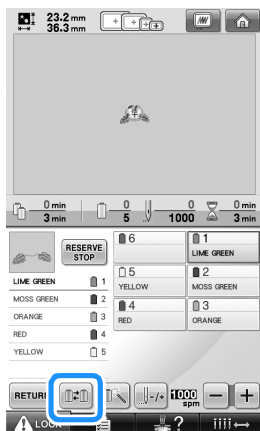 23.2 mm
36.3 mm
0 min
3 min
0
5
0
1000
0 min
3 min
RESERVE
STOP
6
1
LIME GREEN
5
YELLOW
2
MOSS GREEN
4
RED
3
ORANGE
LIME GREEN 1
MOSS GREEN 2
ORANGE 3
RED 4
YELLOW 5
RETUR
-/+
1000
spm
- +
LOCK
?